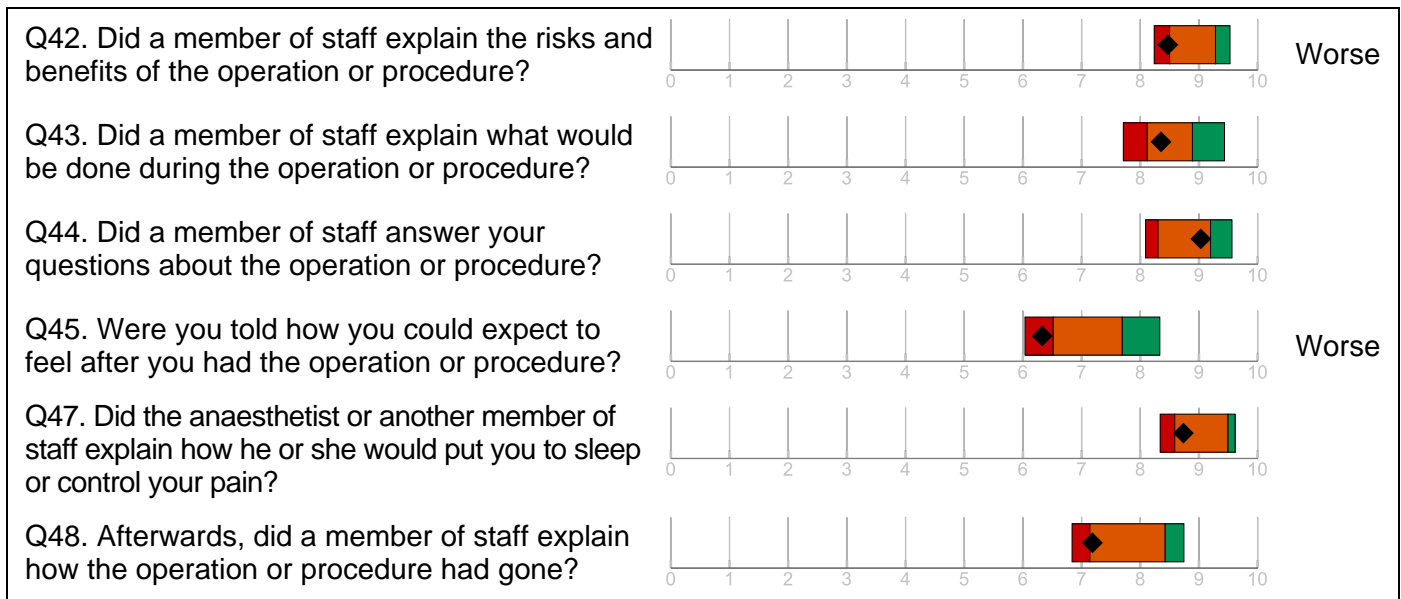 Q42. Did a member of staff explain the risks and
benefits of the operation or procedure?
Worse
0 1 2 3 4 5 6 7 8 9 10
Q43. Did a member of staff explain what would
be done during the operation or procedure?
0 1 2 3 4 5 6 7 8 9 10
Q44. Did a member of staff answer your
questions about the operation or procedure?
0 1 2 3 4 5 6 7 8 9 10
Q45. Were you told how you could expect to
feel after you had the operation or procedure?
Worse
0 1 2 3 4 5 6 7 8 9 10
Q47. Did the anaesthetist or another member of
staff explain how he or she would put you to sleep
or control your pain?
0 1 2 3 4 5 6 7 8 9 10
Q48. Afterwards, did a member of staff explain
how the operation or procedure had gone?
0 1 2 3 4 5 6 7 8 9 10